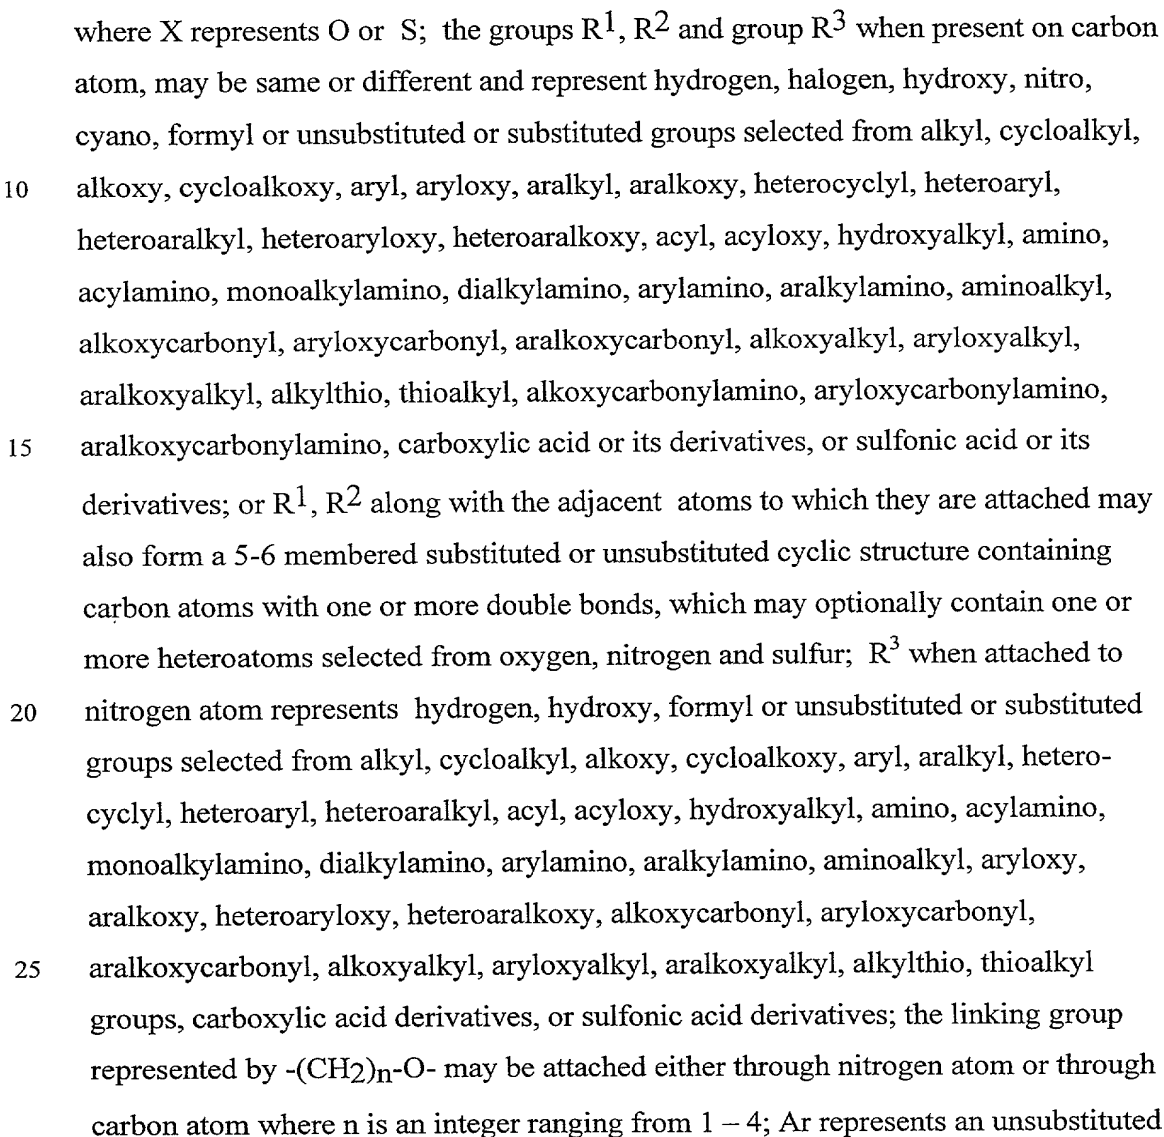 where X represents O or S; the groups R1, R2 and group R3 when present on carbon
atom, may be same or different and represent hydrogen, halogen, hydroxy, nitro,
cyano, formyl or unsubstituted or substituted groups selected from alkyl, cycloalkyl,
10 alkoxy, cycloalkoxy, aryl, aryloxy, aralkyl, aralkoxy, heterocyclyl, heteroaryl,
heteroaralkyl, heteroaryloxy, heteroaralkoxy, acyl, acyloxy, hydroxyalkyl, amino,
acylamino, monoalkylamino, dialkylamino, arylamino, aralkylamino, aminoalkyl,
alkoxycarbonyl, aryloxycarbonyl, aralkoxycarbonyl, alkoxyalkyl, aryloxyalkyl,
aralkoxyalkyl, alkylthio, thioalkyl, alkoxycarbonylamino, aryloxycarbonylamino,
15 aralkoxycarbonylamino, carboxylic acid or its derivatives, or sulfonic acid or its
derivatives; or R1, R2 along with the adjacent atoms to which they are attached may
also form a 5-6 membered substituted or unsubstituted cyclic structure containing
carbon atoms with one or more double bonds, which may optionally contain one or
more heteroatoms selected from oxygen, nitrogen and sulfur; R3 when attached to
20 nitrogen atom represents hydrogen, hydroxy, formyl or unsubstituted or substituted
groups selected from alkyl, cycloalkyl, alkoxy, cycloalkoxy, aryl, aralkyl, hetero-
cyclyl, heteroaryl, heteroaralkyl, acyl, acyloxy, hydroxyalkyl, amino, acylamino,
monoalkylamino, dialkylamino, arylamino, aralkylamino, aminoalkyl, aryloxy,
aralkoxy, heteroaryloxy, heteroaralkoxy, alkoxycarbonyl, aryloxycarbonyl,
25 aralkoxycarbonyl, alkoxyalkyl, aryloxyalkyl, aralkoxyalkyl, alkylthio, thioalkyl
groups, carboxylic acid derivatives, or sulfonic acid derivatives; the linking group
represented by -(CH2)n-O- may be attached either through nitrogen atom or through
carbon atom where n is an integer ranging from 1 – 4; Ar represents an unsubstituted